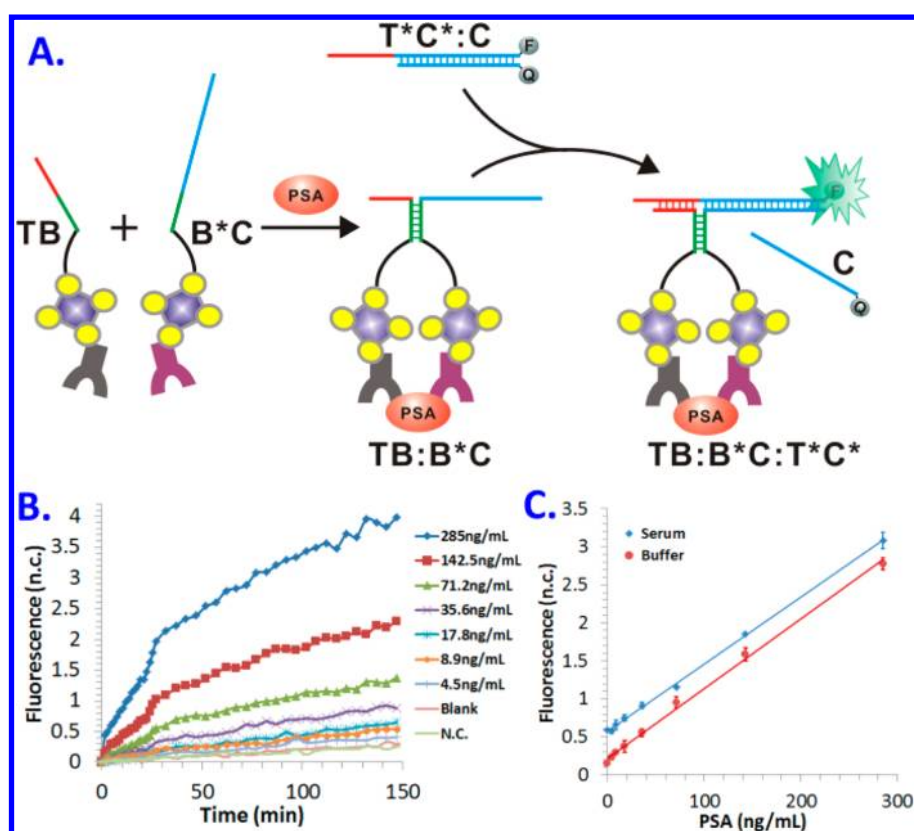 A.
T*C*:C
F
Q
TB
+
B*C
PSA
F
C
Q
PSA
PSA
TB:B*C
TB:B*C:T*C*
B.
Fluorescence (n.c.)
4
3.5
3
2.5
2
1.5
1
0.5
0
0
50
100
150
Time (min)
285ng/mL
142.5ng/mL
71.2ng/mL
35.6ng/mL
17.8ng/mL
8.9ng/mL
4.5ng/mL
Blank
N.C.
C.
Fluorescence (n.c.)
3.5
3
2.5
2
1.5
1
0.5
0
0
100
200
300
PSA (ng/mL)
Serum
Buffer